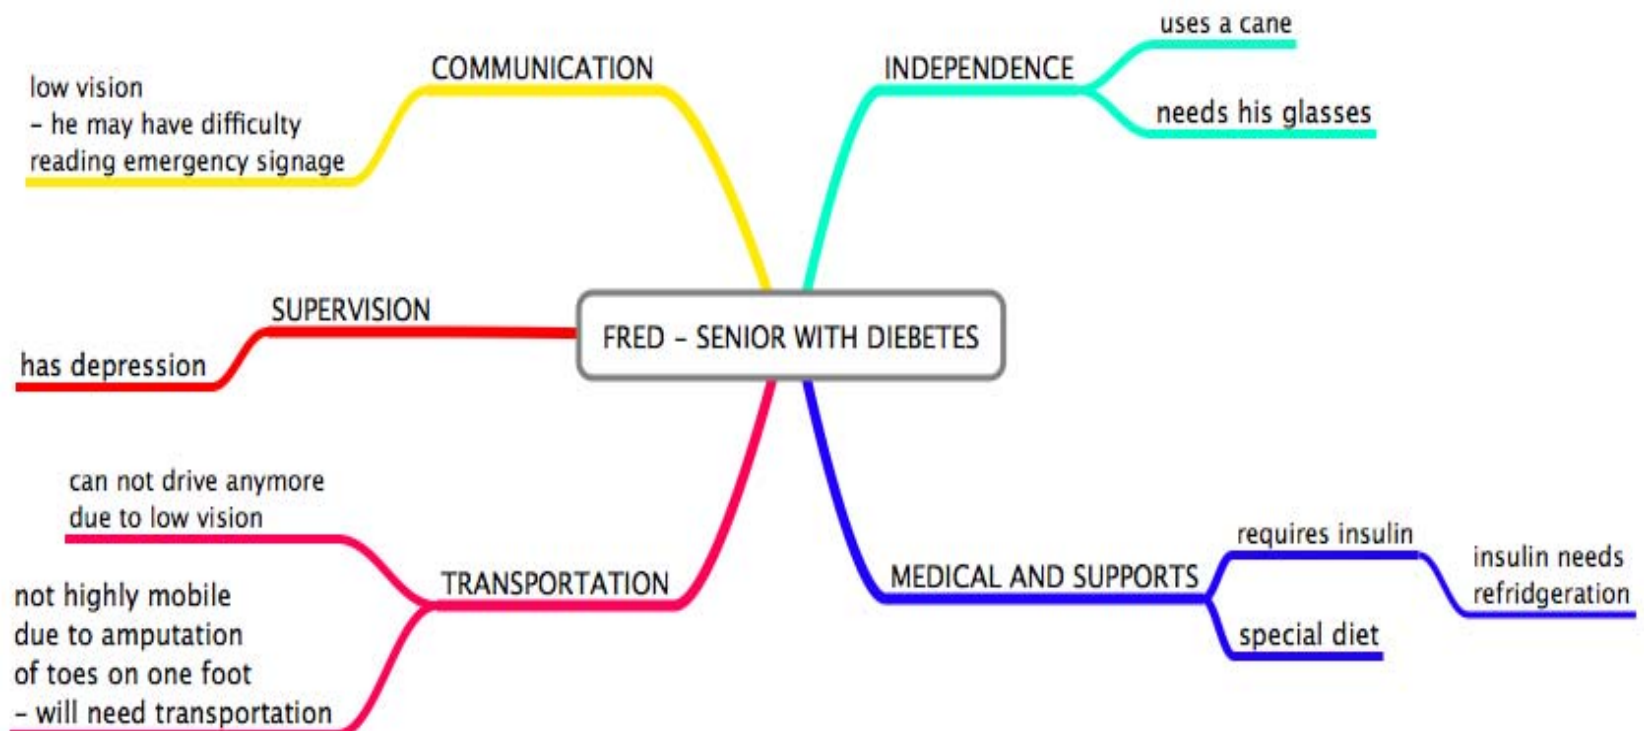 FRED – SENIOR WITH DIEBETES
COMMUNICATION
low vision
– he may have difficulty
reading emergency signage
SUPERVISION
has depression
TRANSPORTATION
can not drive anymore
due to low vision
not highly mobile
due to amputation
of toes on one foot
– will need transportation
INDEPENDENCE
uses a cane
needs his glasses
MEDICAL AND SUPPORTS
requires insulin
insulin needs
refridgeration
special diet